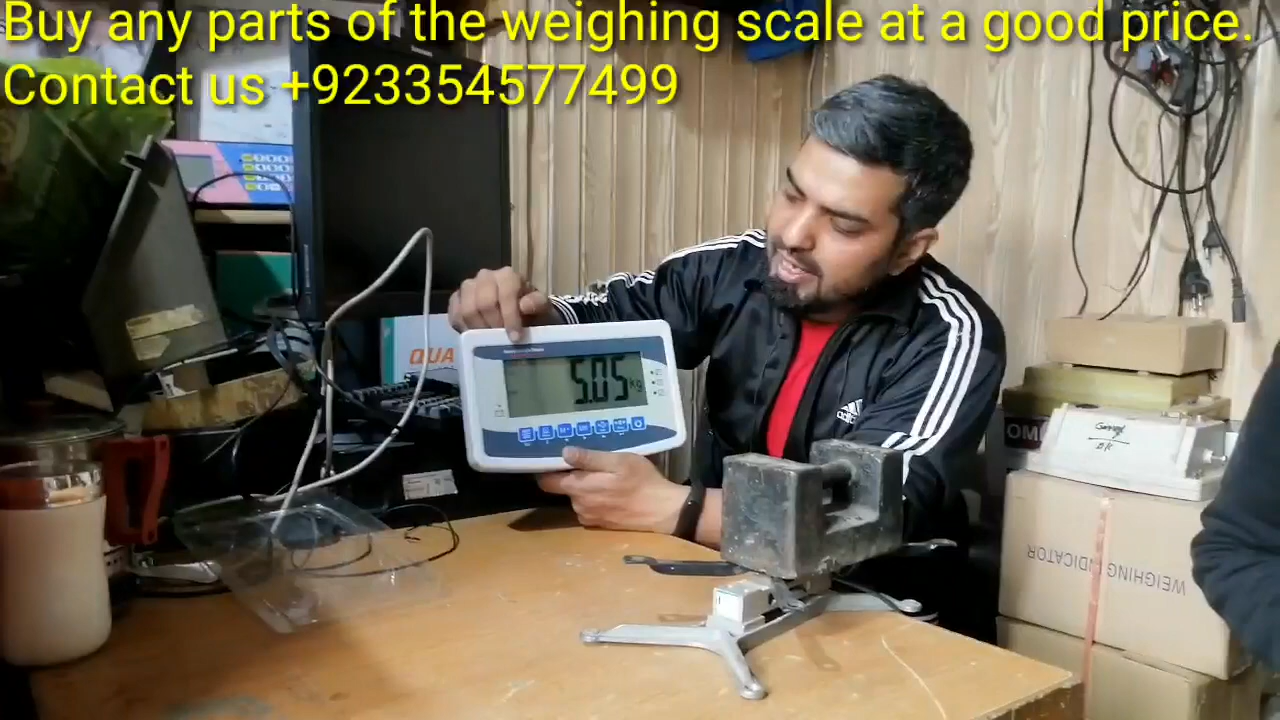 Buy any parts of the weighing scale at a good price.
Contact us +923354577499
QUA
5.05 kg
adidas
OM
WEIGHING INDICATOR